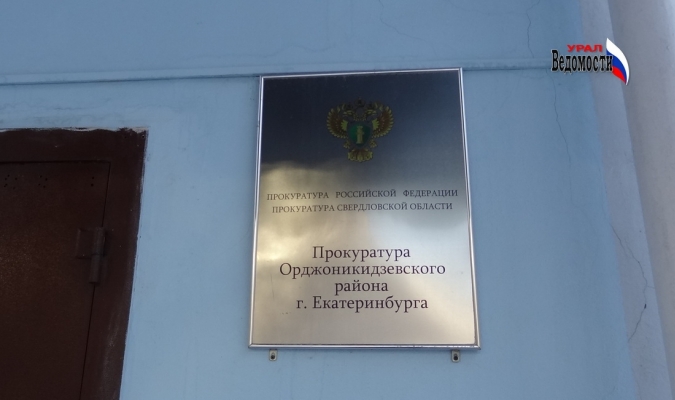 УРАЛ
Ведомости
ПРОКУРАТУРА РОССИЙСКОЙ ФЕДЕРАЦИИ
ПРОКУРАТУРА СВЕРДЛОВСКОЙ ОБЛАСТИ
Прокуратура
Орджоникидзевского
района
г. Екатеринбурга